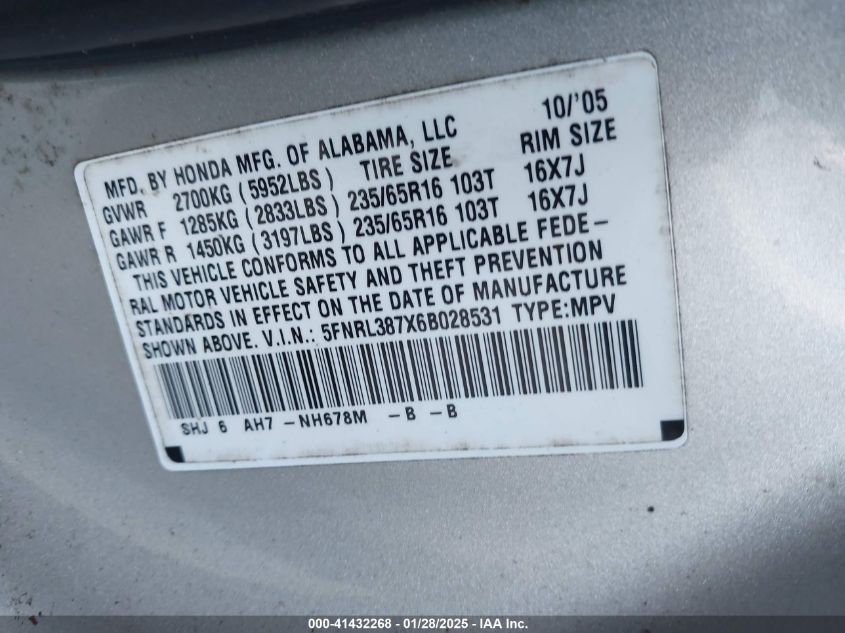 MFD. BY HONDA MFG. OF ALABAMA, LLC 10/'05
GVWR 2700KG (5952LBS) TIRE SIZE RIM SIZE
GAWR F 1285KG (2833LBS) 235/65R16 103T 16X7J
GAWR R 1450KG (3197LBS) 235/65R16 103T 16X7J
THIS VEHICLE CONFORMS TO ALL APPLICABLE FEDE-
RAL MOTOR VEHICLE SAFETY AND THEFT PREVENTION
STANDARDS IN EFFECT ON THE DATE OF MANUFACTURE
SHOWN ABOVE. V.I.N.: 5FNRL387X6B028531 TYPE:MPV
SHJ 6 AH7 -NH678M -B -B
000-41432268 - 01/28/2025 - IAA Inc.